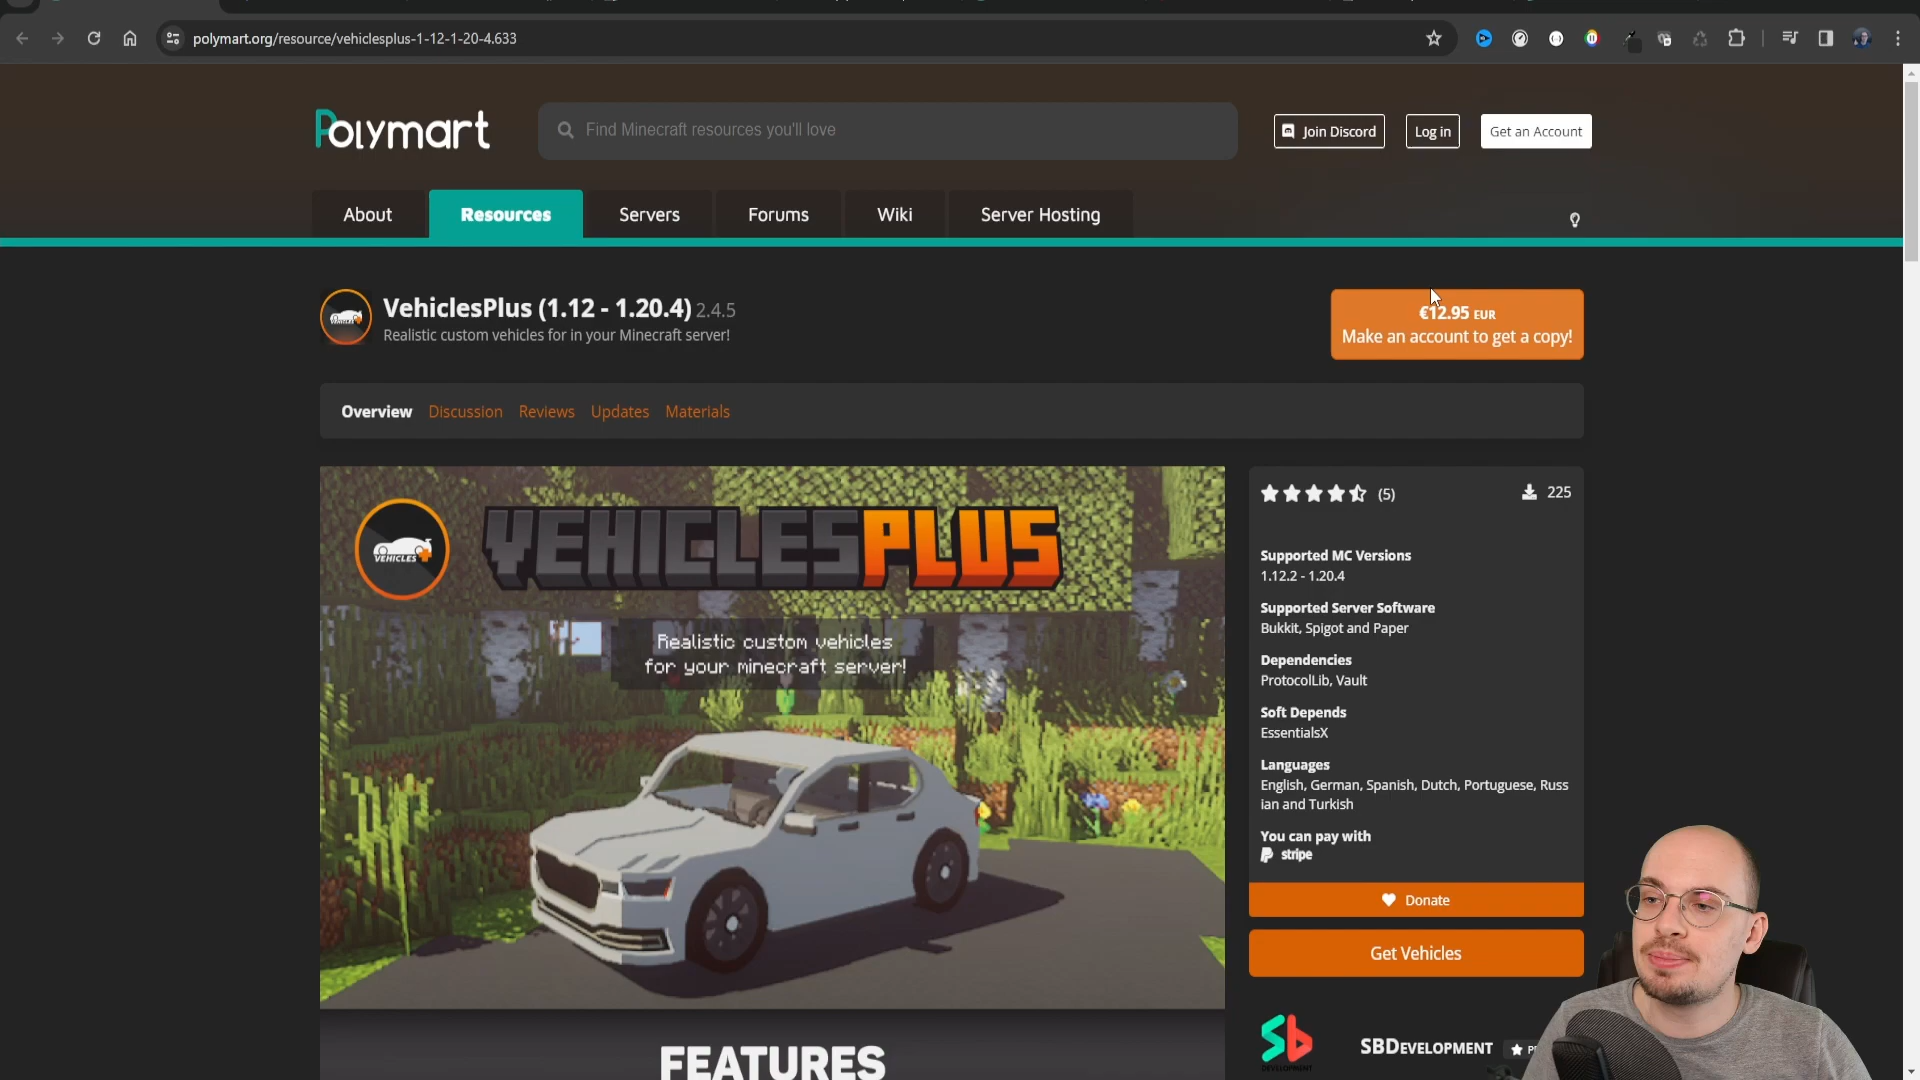 polymart.org/resource/vehiclesplus-1-12-1-20-4.633
Polymart
Find Minecraft resources you'll love
Join Discord
Log in
Get an Account
About
Resources
Servers
Forums
Wiki
Server Hosting
VehiclesPlus (1.12 - 1.20.4) 2.4.5
Realistic custom vehicles for in your Minecraft server!
€12.95 EUR
Make an account to get a copy!
Overview
Discussion
Reviews
Updates
Materials
VEHICLES
VEHICLESPLUS
Realistic custom vehicles
for your minecraft server!
FEATURES
(5)
225
Supported MC Versions
1.12.2 - 1.20.4
Supported Server Software
Bukkit, Spigot and Paper
Dependencies
ProtocolLib, Vault
Soft Depends
EssentialsX
Languages
English, German, Spanish, Dutch, Portuguese, Russ
ian and Turkish
You can pay with
stripe
Donate
Get Vehicles
Sb
DEVELOPMENT
SBDEVELOPMENT